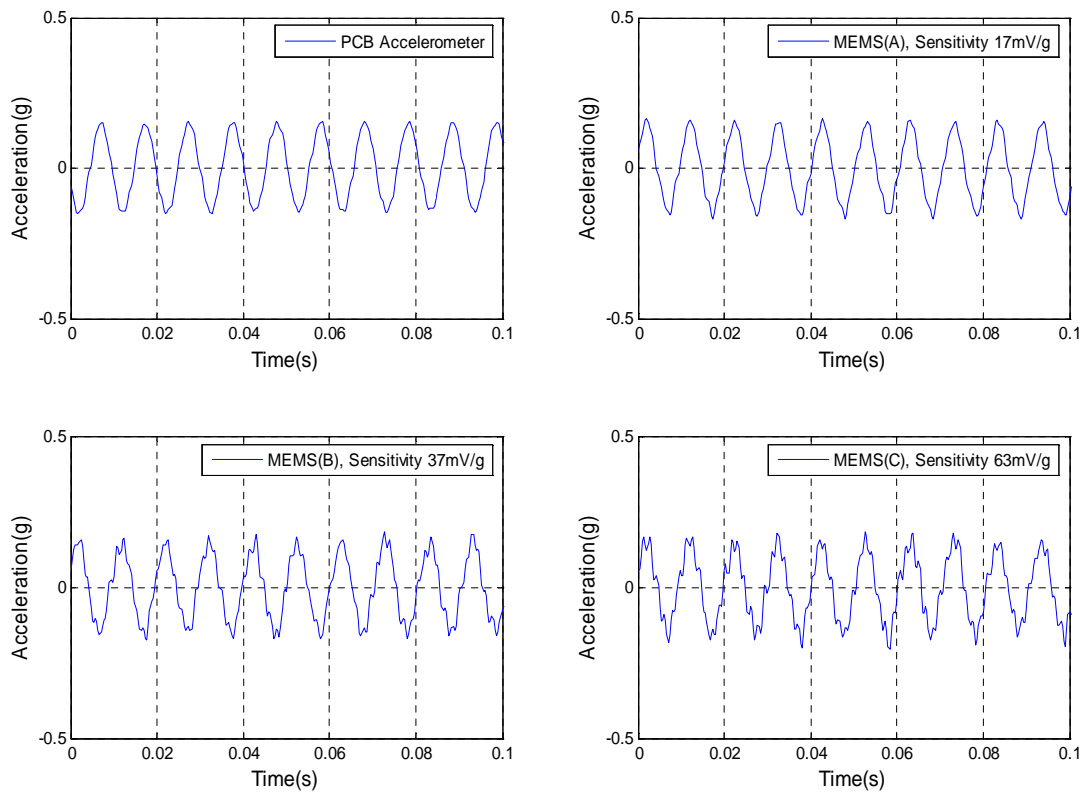 0.5
PCB Accelerometer
Acceleration(g)
0
-0.5
0 0.02 0.04 0.06 0.08 0.1
Time(s)
0.5
MEMS(A), Sensitivity 17mV/g
Acceleration(g)
0
-0.5
0 0.02 0.04 0.06 0.08 0.1
Time(s)
0.5
MEMS(B), Sensitivity 37mV/g
Acceleration(g)
0
-0.5
0 0.02 0.04 0.06 0.08 0.1
Time(s)
0.5
MEMS(C), Sensitivity 63mV/g
Acceleration(g)
0
-0.5
0 0.02 0.04 0.06 0.08 0.1
Time(s)